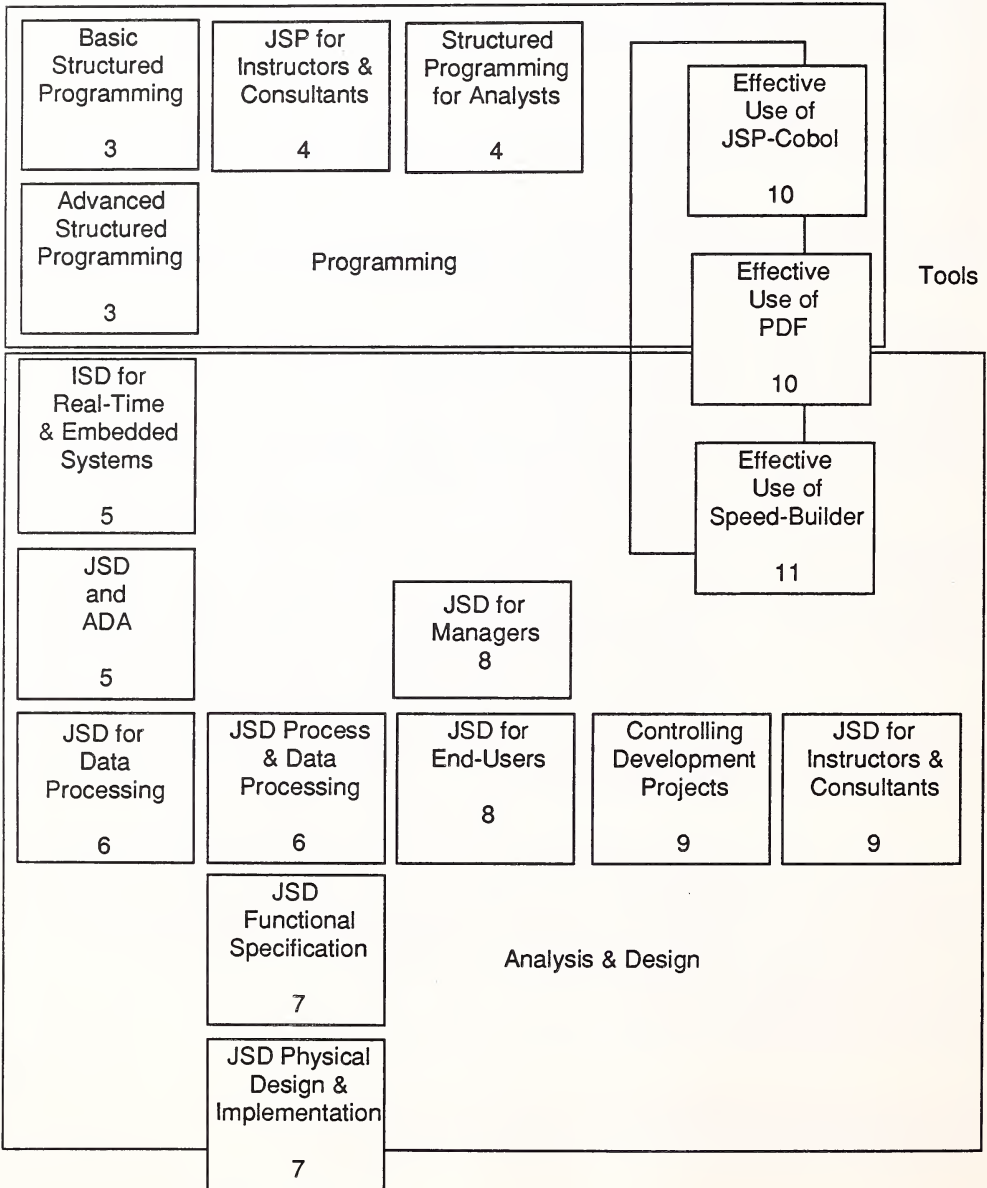 Basic
Structured
Programming
3
JSP for
Instructors &
Consultants
4
Structured
Programming
for Analysts
4
Effective
Use of
JSP-Cobol
10
Advanced
Structured
Programming
3
Programming
Effective
Use of
PDF
10
Tools
ISD for
Real-Time
& Embedded
Systems
5
Effective
Use of
Speed-Builder
11
JSD
and
ADA
5
JSD for
Managers
8
JSD for
Data
Processing
6
JSD Process
& Data
Processing
6
JSD for
End-Users
8
Controlling
Development
Projects
9
JSD for
Instructors &
Consultants
9
JSD
Functional
Specification
7
Analysis & Design
JSD Physical
Design &
Implementation
7